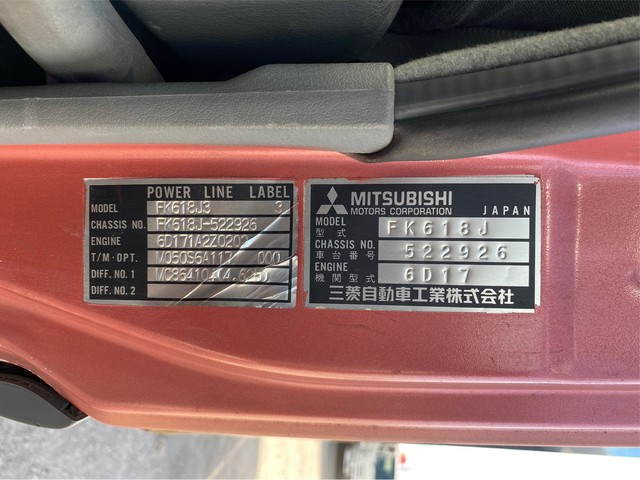 POWER LINE LABEL
MODEL FK618J3 3
CHASSIS NO. FK618J-522926
ENGINE
T/M·OPT. M060S6A117 000
DIFF. NO. 1
DIFF. NO. 2
MITSUBISHI
MOTORS CORPORATION JAPAN
MODEL
型式 FK618J
CHASSIS NO.
車台番号 522926
ENGINE
機関型式 6D17
三菱自動車工業株式会社